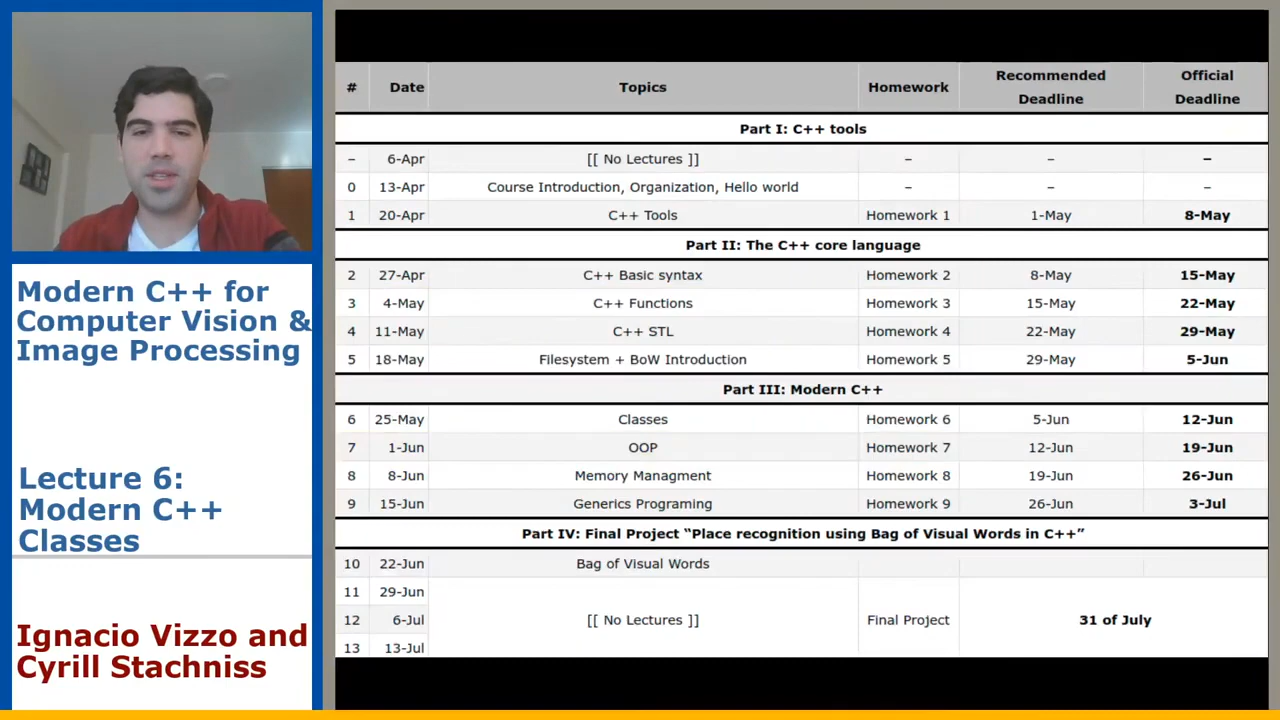 Modern C++ for
Computer Vision &
Image Processing
Lecture 6:
Modern C++
Classes
Ignacio Vizzo and
Cyrill Stachniss
# Date Topics Homework Recommended Deadline Official Deadline
Part I: C++ tools
– 6-Apr [[ No Lectures ]] – – –
0 13-Apr Course Introduction, Organization, Hello world – – –
1 20-Apr C++ Tools Homework 1 1-May 8-May
Part II: The C++ core language
2 27-Apr C++ Basic syntax Homework 2 8-May 15-May
3 4-May C++ Functions Homework 3 15-May 22-May
4 11-May C++ STL Homework 4 22-May 29-May
5 18-May Filesystem + BoW Introduction Homework 5 29-May 5-Jun
Part III: Modern C++
6 25-May Classes Homework 6 5-Jun 12-Jun
7 1-Jun OOP Homework 7 12-Jun 19-Jun
8 8-Jun Memory Managment Homework 8 19-Jun 26-Jun
9 15-Jun Generics Programing Homework 9 26-Jun 3-Jul
Part IV: Final Project “Place recognition using Bag of Visual Words in C++”
10 22-Jun Bag of Visual Words
11 29-Jun
12 6-Jul [[ No Lectures ]] Final Project 31 of July
13 13-Jul